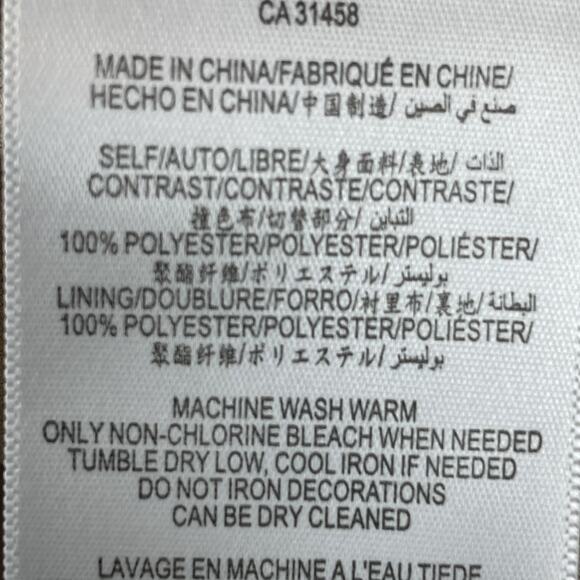 CA 31458
MADE IN CHINA/FABRIQUÉ EN CHINE/
HECHO EN CHINA/中国制造/ صنع في الصين
SELF/AUTO/LIBRE/大身面料/表地/ الذات
CONTRAST/CONTRASTE/CONTRASTE/
撞色布/切替部分/ التباين
100% POLYESTER/POLYESTER/POLIÉSTER/
聚酯纤维/ポリエステル/ بوليستر
LINING/DOUBLURE/FORRO/衬里布/裏地/ البطانة
100% POLYESTER/POLYESTER/POLIÉSTER/
聚酯纤维/ポリエステル/ بوليستر
MACHINE WASH WARM
ONLY NON-CHLORINE BLEACH WHEN NEEDED
TUMBLE DRY LOW, COOL IRON IF NEEDED
DO NOT IRON DECORATIONS
CAN BE DRY CLEANED
LAVAGE EN MACHINE A L'EAU TIEDE